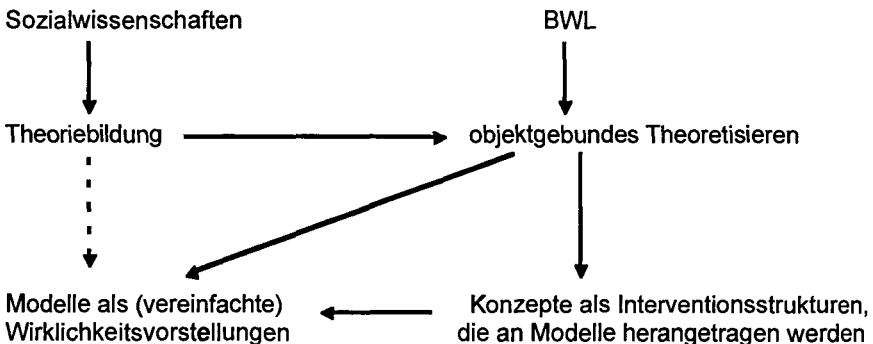 Sozialwissenschaften
BWL
Theoriebildung
objektgebundes Theoretisieren
Modelle als (vereinfachte)
Wirklichkeitsvorstellungen
Konzepte als Interventionsstrukturen,
die an Modelle herangetragen werden